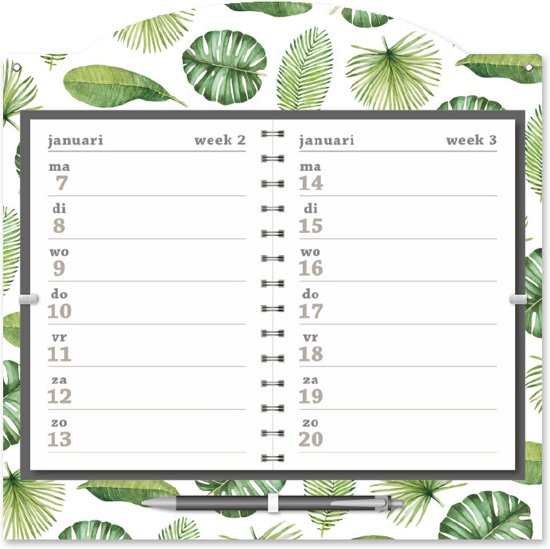 januari week 2
ma
7
di
8
wo
9
do
10
vr
11
za
12
zo
13
januari week 3
ma
14
di
15
wo
16
do
17
vr
18
za
19
zo
20